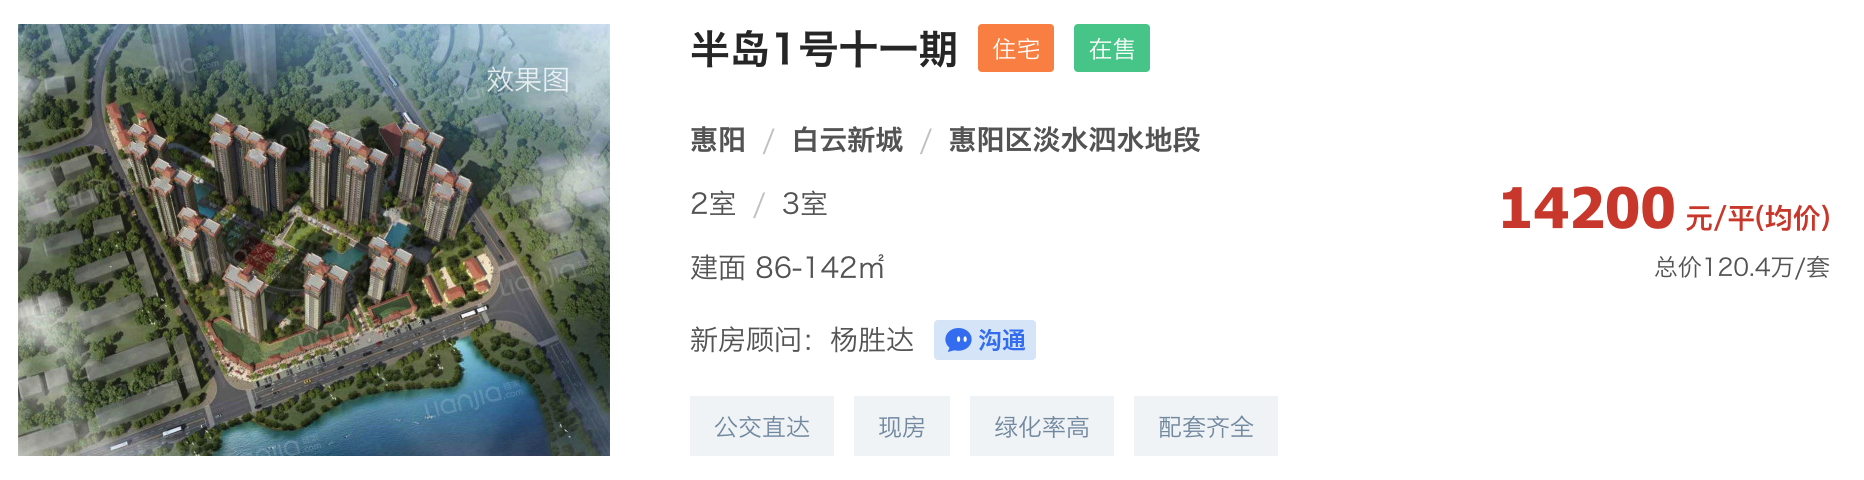 效果图
lianjia.com
半岛1号十一期 住宅 在售
惠阳 / 白云新城 / 惠阳区淡水泗水地段
2室 / 3室
建面 86-142㎡
14200 元/平(均价)
总价120.4万/套
新房顾问：杨胜达 沟通
公交直达 现房 绿化率高 配套齐全